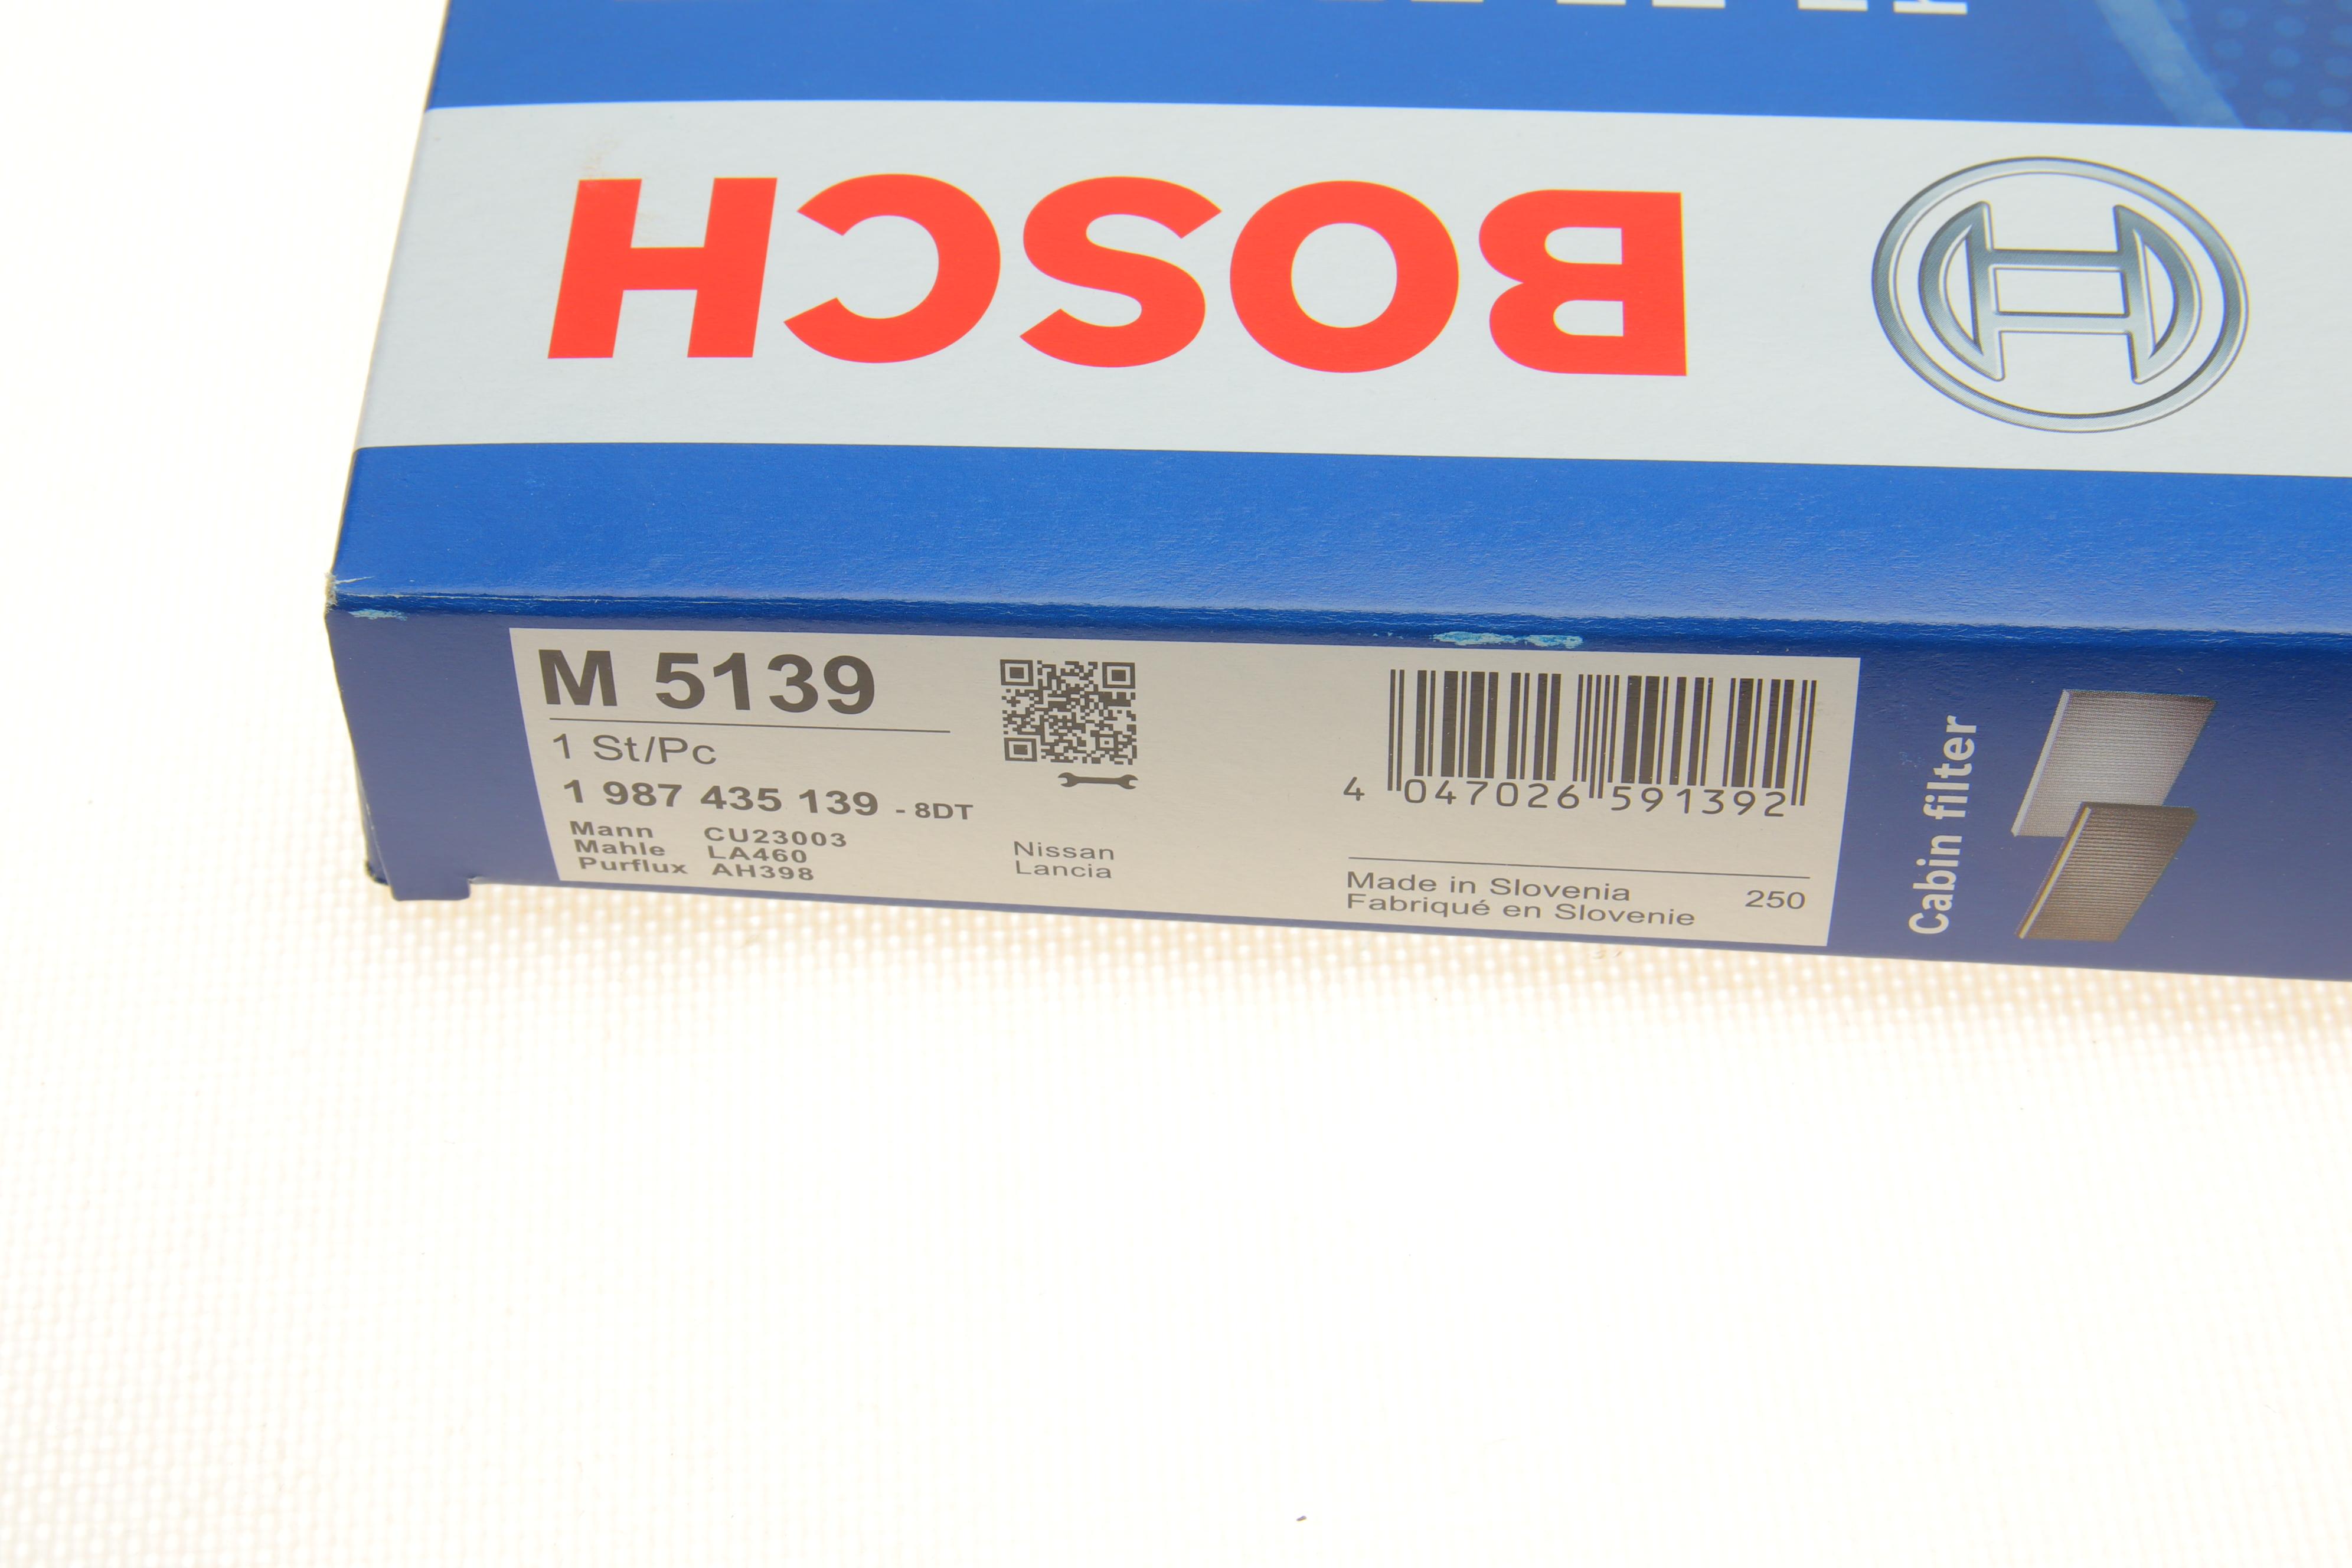 BOSCH
M 5139
1 St/Pc
1 987 435 139 - 8DT
Mann CU23003
Mahle LA460
Purflux AH398
Nissan
Lancia
4 047026 591392
Made in Slovenia
Fabriqué en Slovenie
250
Cabin filter